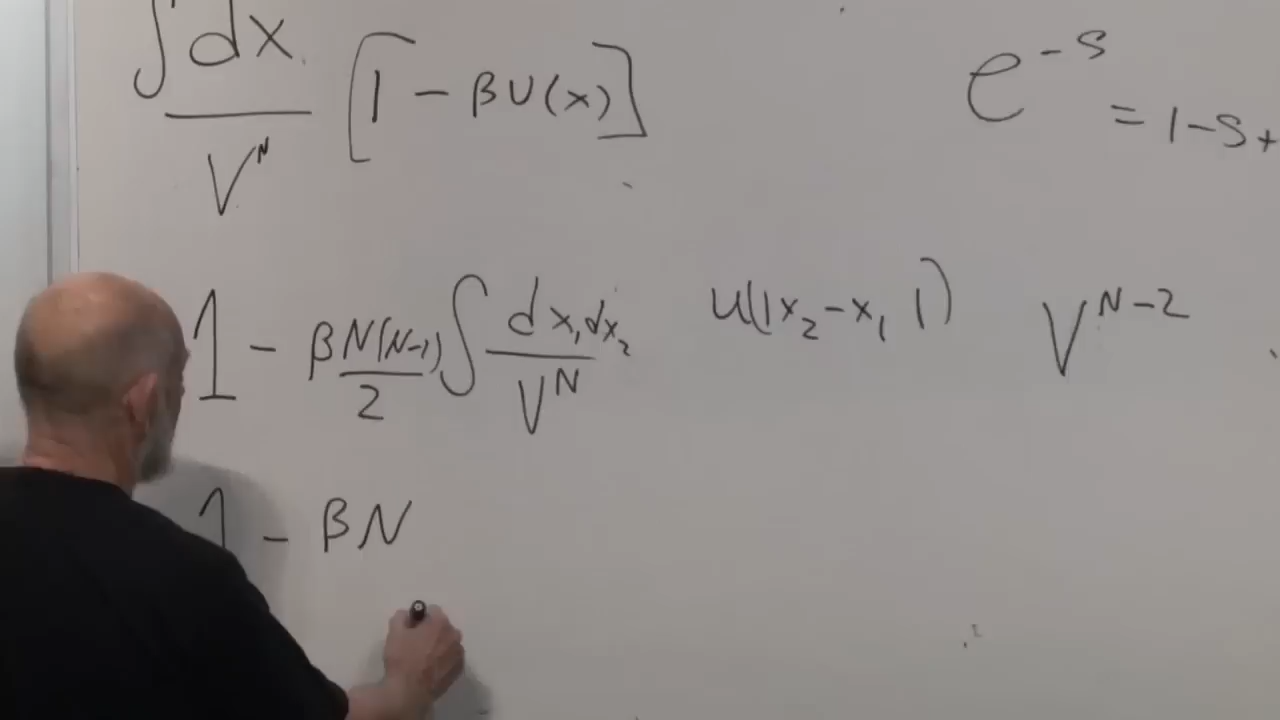 ∫dx/V^N [1 - βU(x)]
e^-S = 1-S+
1 - β N(N-1)/2 ∫ dx₁dx₂/V^N u(|x₂-x₁|) V^N-2
1 - βN